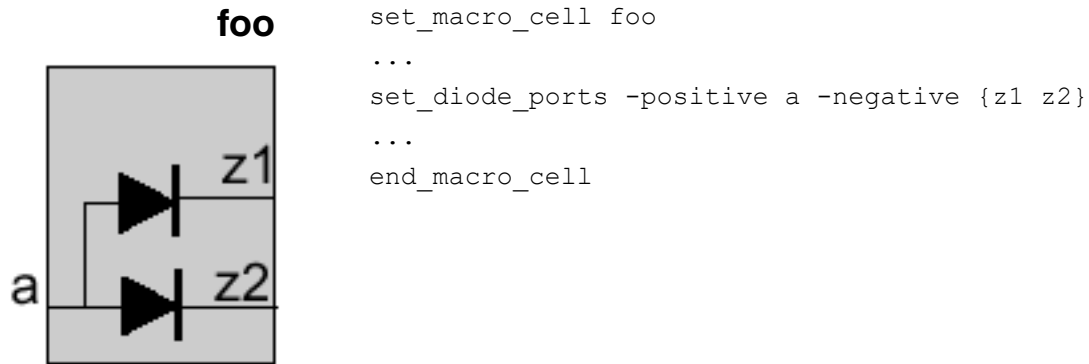 foo
set_macro_cell foo
...
set_diode_ports -positive a -negative {z1 z2}
...
end_macro_cell
z1
a
z2